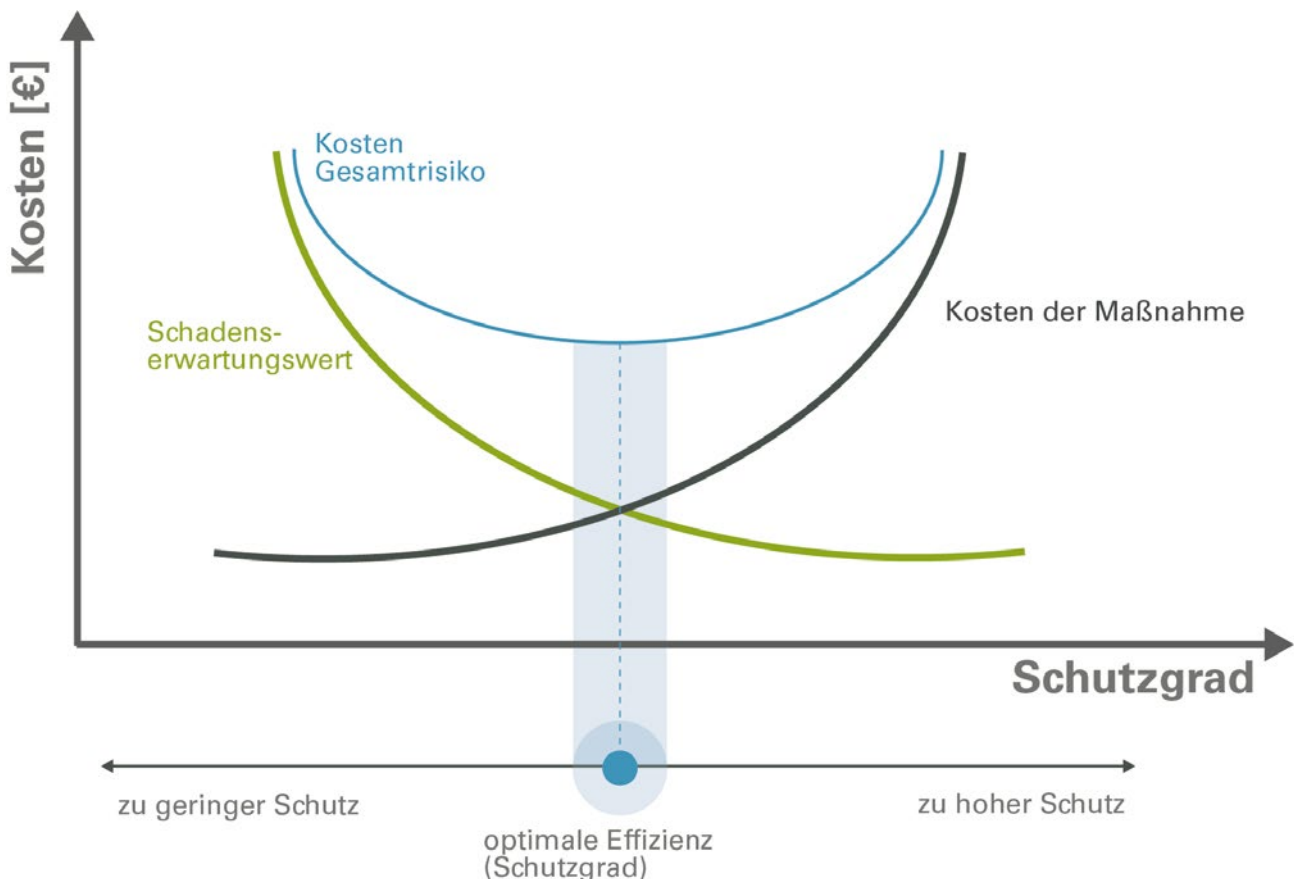 Kosten [€]
Kosten
Gesamtrisiko
Schadens-
erwartungswert
Kosten der Maßnahme
Schutzgrad
zu geringer Schutz
zu hoher Schutz
optimale Effizienz
(Schutzgrad)